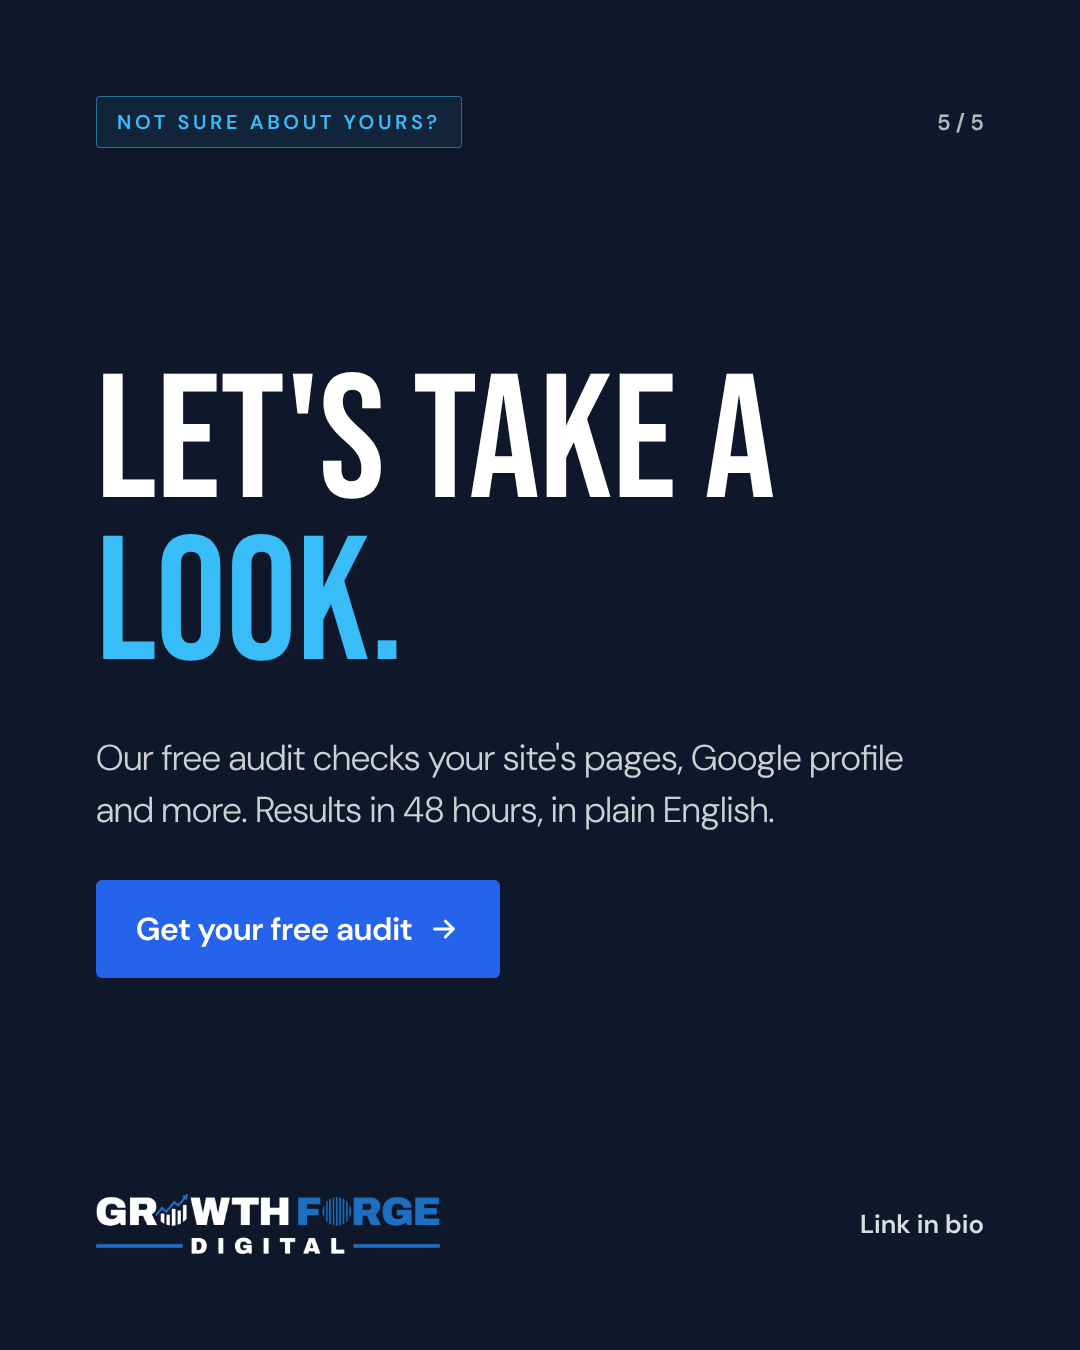 NOT SURE ABOUT YOURS?
5 / 5
LET'S TAKE A
LOOK.
Our free audit checks your site's pages, Google profile
and more. Results in 48 hours, in plain English.
Get your free audit →
GROWTH FORGE
DIGITAL
Link in bio